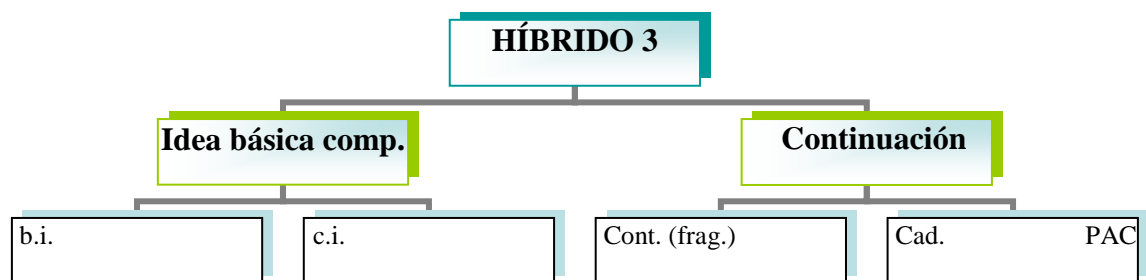 HÍBRIDO 3
Idea básica comp.
Continuación
b.i.
c.i.
Cont. (frag.)
Cad. PAC